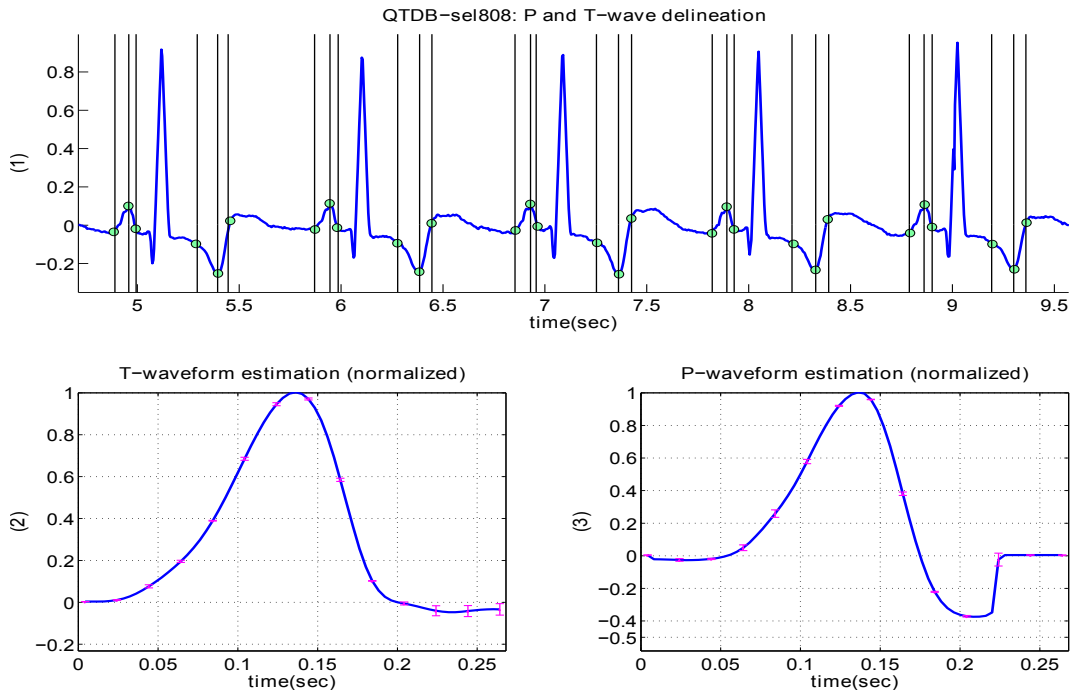 QTDB−sel808: P and T−wave delineation
0.8
0.6
0.4
0.2
0
−0.2
(1)
5 5.5 6 6.5 7 7.5 8 8.5 9 9.5
time(sec)
T−waveform estimation (normalized)
1
0.8
0.6
0.4
0.2
0
−0.2
(2)
0 0.05 0.1 0.15 0.2 0.25
time(sec)
P−waveform estimation (normalized)
1
0.8
0.6
0.4
0.2
0
−0.2
−0.4
−0.5
(3)
0 0.05 0.1 0.15 0.2 0.25
time(sec)